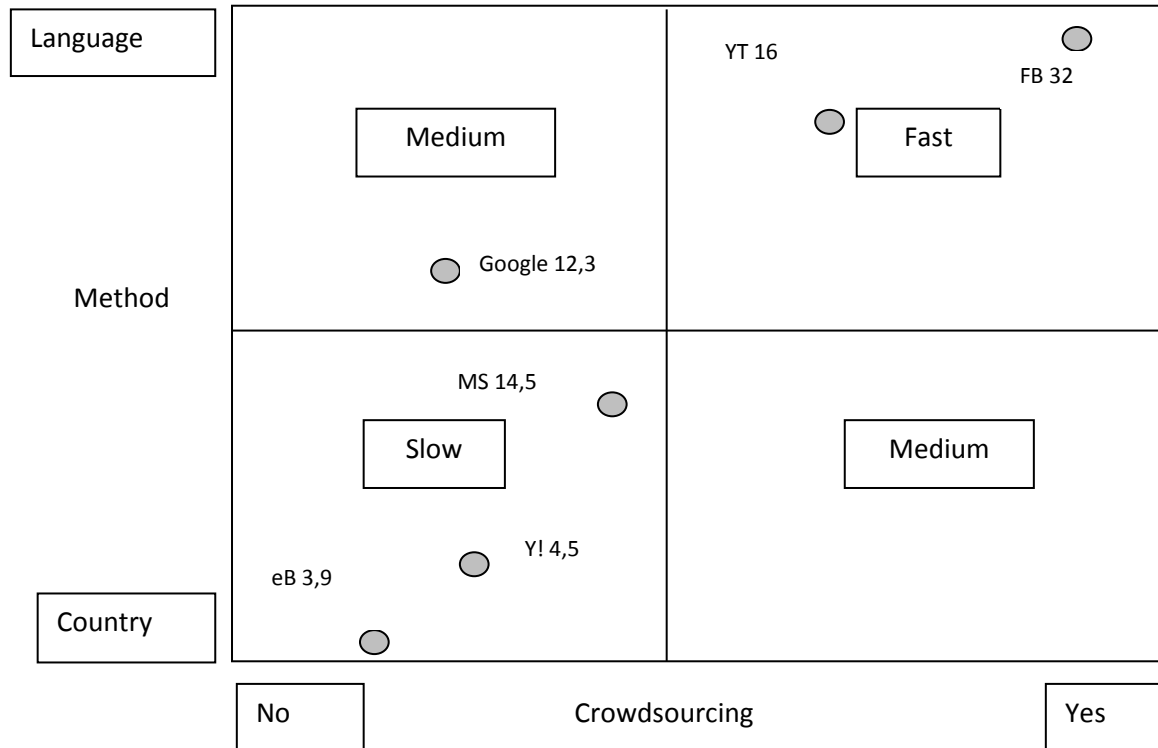 Language
YT 16
FB 32
Medium
Fast
Google 12,3
Method
MS 14,5
Slow
Medium
Y! 4,5
eB 3,9
Country
No
Crowdsourcing
Yes